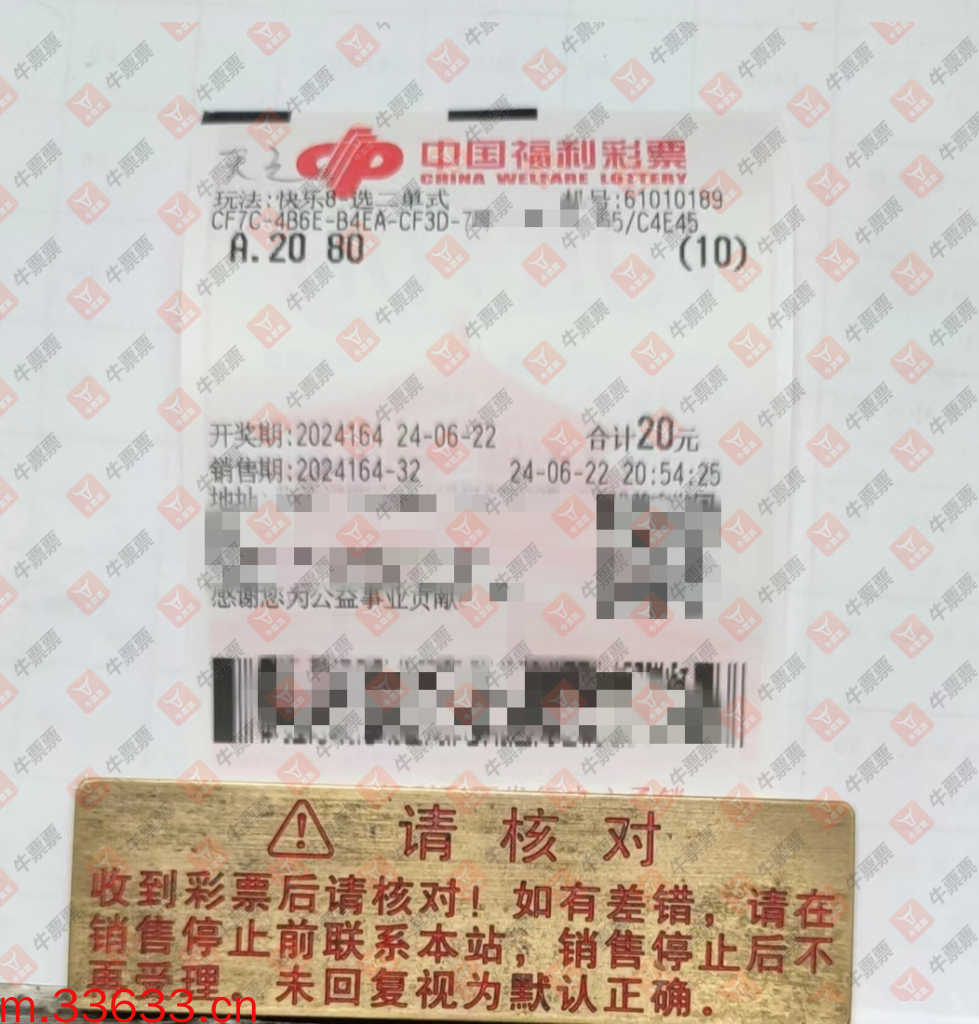 中国福利彩票
CHINA WELFARE LOTTERY
玩法:快乐8-选二单式 机号:61010189
CF7C-4B6E-B4EA-CF3D-7 5/C4E45
A.20 80 (10)
开奖期:2024164 24-06-22 合计20元
销售期:2024164-32 24-06-22 20:54:25
地址
感谢您为公益事业贡献
请核对
收到彩票后请核对！如有差错，请在
销售停止前联系本站，销售停止后不
再受理 未回复视为默认正确。
m.33633.cn
牛票票